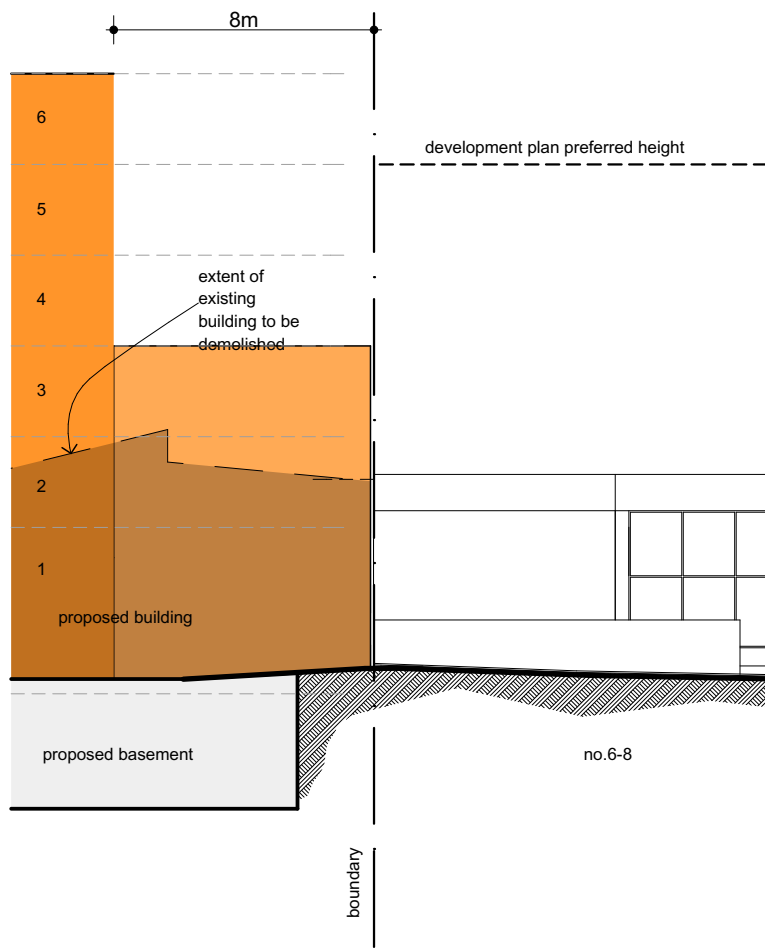 8m
6
development plan preferred height
5
extent of
existing
building to be
demolished
4
3
2
1
proposed building
proposed basement
no.6-8
boundary